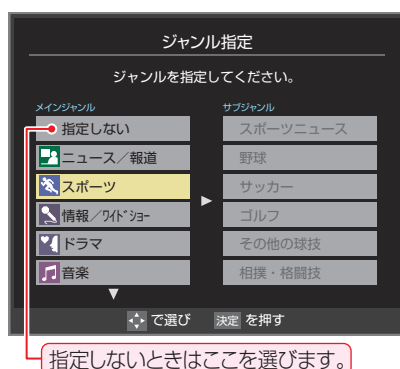 ジャンル指定
ジャンルを指定してください。
メインジャンル
指定しない
ニュース／報道
スポーツ
情報／ワイドショー
ドラマ
音楽
サブジャンル
スポーツニュース
野球
サッカー
ゴルフ
その他の球技
相撲・格闘技
で選び 決定 を押す
指定しないときはここを選びます。